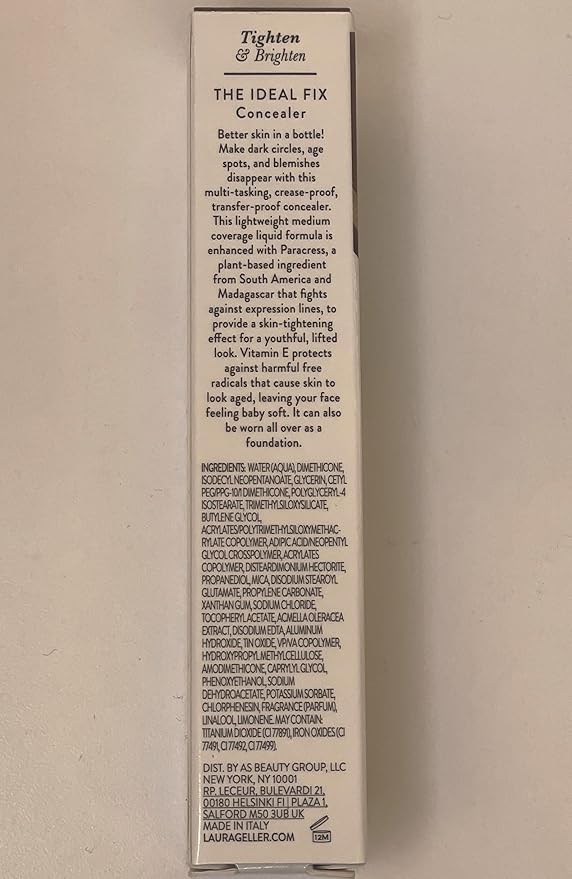 Tighten
& Brighten
THE IDEAL FIX
Concealer
Better skin in a bottle!
Make dark circles, age
spots, and blemishes
disappear with this
multi-tasking, crease-proof,
transfer-proof concealer.
This lightweight medium
coverage liquid formula is
enhanced with Paracress, a
plant-based ingredient
from South America and
Madagascar that fights
against expression lines, to
provide a skin-tightening
effect for a youthful, lifted
look. Vitamin E protects
against harmful free
radicals that cause skin to
look aged, leaving your face
feeling baby soft. It can also
be worn all over as a
foundation.
INGREDIENTS: WATER (AQUA), DIMETHICONE,
ISODECYL NEOPENTANOATE, GLYCERIN, CETYL
PEG/PPG-10/1 DIMETHICONE, POLYGLYCERYL-4
ISOSTEARATE, TRIMETHYLSILOXYSILICATE,
BUTYLENE GLYCOL,
ACRYLATES/POLYTRIMETHYLSILOXYMETHAC-
RYLATE COPOLYMER, ADIPIC ACID/NEOPENTYL
GLYCOL CROSSPOLYMER, ACRYLATES
COPOLYMER, DISTEARDIMONIUM HECTORITE,
PROPANEDIOL, MICA, DISODIUM STEAROYL
GLUTAMATE, PROPYLENE CARBONATE,
XANTHAN GUM, SODIUM CHLORIDE,
TOCOPHERYL ACETATE, ACMELLA OLERACEA
EXTRACT, DISODIUM EDTA, ALUMINUM
HYDROXIDE, TIN OXIDE, VP/VA COPOLYMER,
HYDROXYPROPYL METHYLCELLULOSE,
AMODIMETHICONE, CAPRYLYL GLYCOL,
PHENOXYETHANOL, SODIUM
DEHYDROACETATE, POTASSIUM SORBATE,
CHLORPHENESIN, FRAGRANCE (PARFUM),
LINALOOL, LIMONENE. MAY CONTAIN:
TITANIUM DIOXIDE (CI 77891), IRON OXIDES (CI
77491, CI 77492, CI 77499).
DIST. BY AS BEAUTY GROUP, LLC
NEW YORK, NY 10001
RP. LECEUR, BULEVARDI 21,
00180 HELSINKI FI | PLAZA 1,
SALFORD M50 3UB UK
MADE IN ITALY
LAURAGELLER.COM
12M